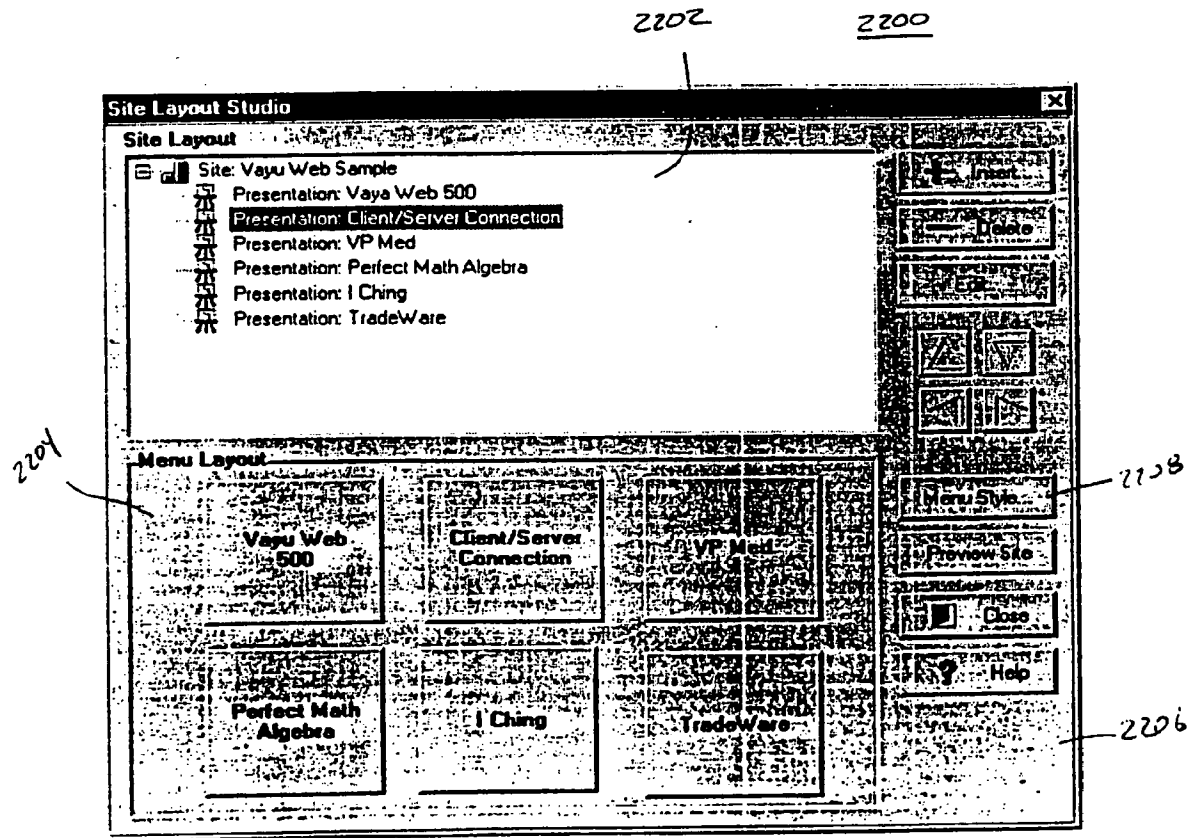 2202
2200
Site Layout Studio
Site Layout
Site: Vayu Web Sample
Presentation: Vaya Web 500
Presentation: Client/Server Connection
Presentation: VP Med
Presentation: Perfect Math Algebra
Presentation: I Ching
Presentation: TradeWare
Insert...
Delete
Edit...
2204
Menu Layout
Vayu Web
500
Client/Server
Connection
VP Med
Perfect Math
Algebra
I Ching
TradeWare
Menu Style...
2208
Preview Site
Close
? Help
2206